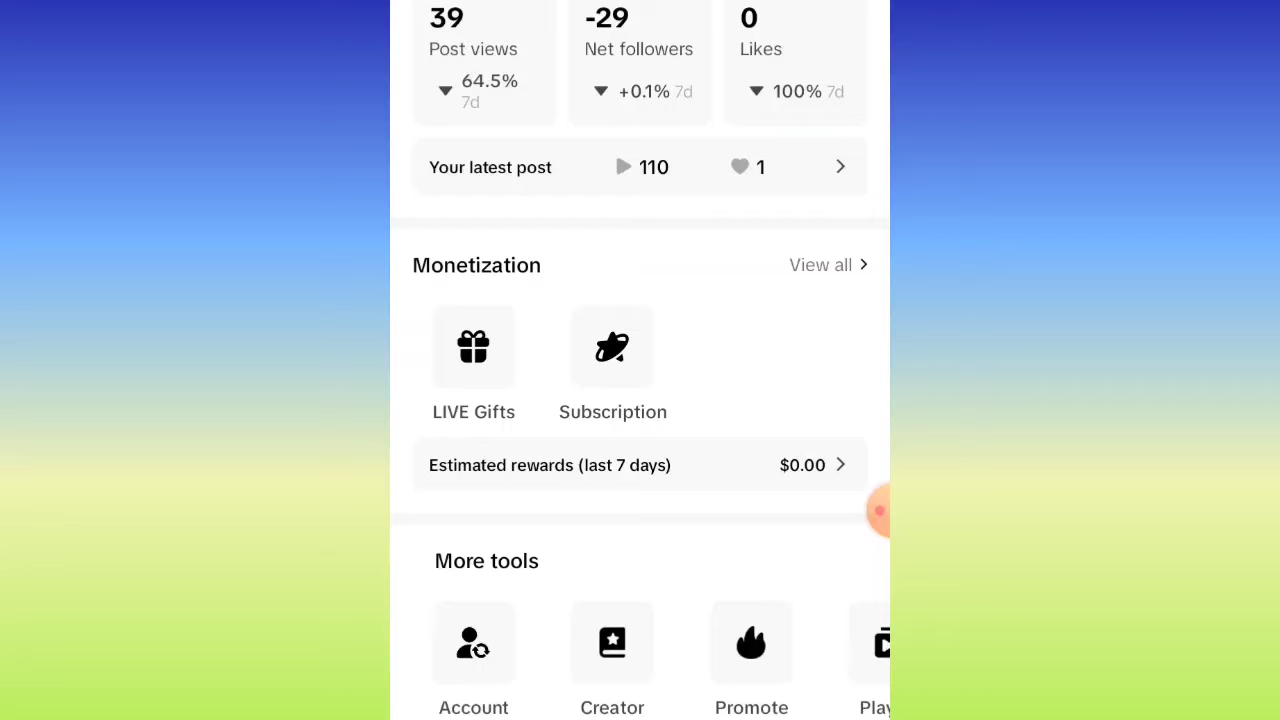 39 -29 0
Post views Net followers Likes
64.5% 7d +0.1% 7d 100% 7d
Your latest post 110 1
Monetization View all
LIVE Gifts Subscription
Estimated rewards (last 7 days) $0.00
More tools
Account Creator Promote Play